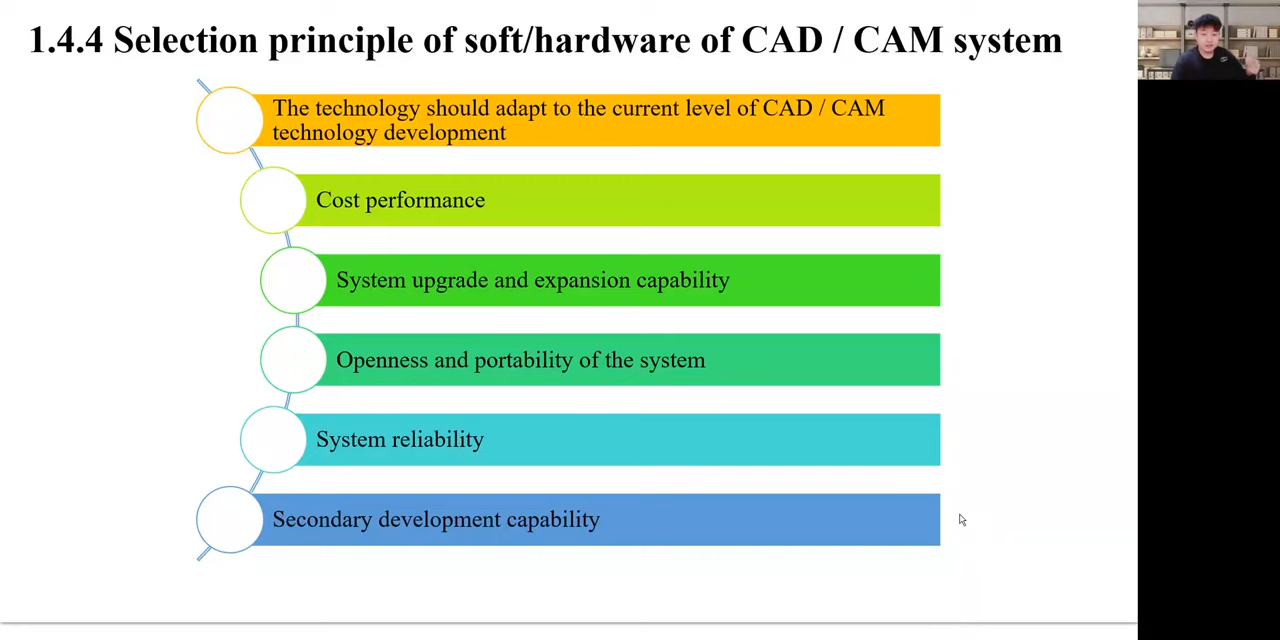 1.4.4 Selection principle of soft/hardware of CAD / CAM system
The technology should adapt to the current level of CAD / CAM
technology development
Cost performance
System upgrade and expansion capability
Openness and portability of the system
System reliability
Secondary development capability